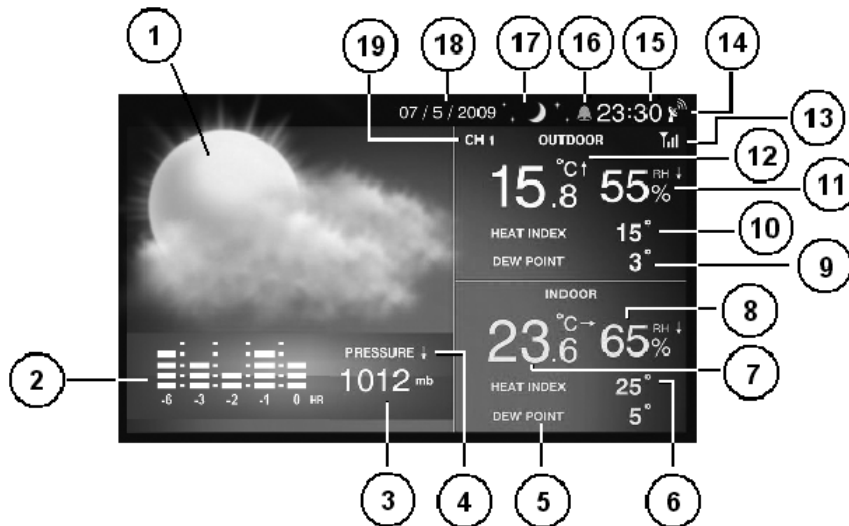 19 18 17 16 15 14
1
07 / 5 / 2009 23:30
CH 1 OUTDOOR
13
15.8 °C↑ 55% RH ↓
12
11
HEAT INDEX 15°
10
DEW POINT 3°
9
INDOOR
23.6 °C→ 65% RH ↓
8
7
HEAT INDEX 25°
DEW POINT 5°
2
PRESSURE ↓
1012 mb
-6 -3 -2 -1 0 HR
3 4 5 6